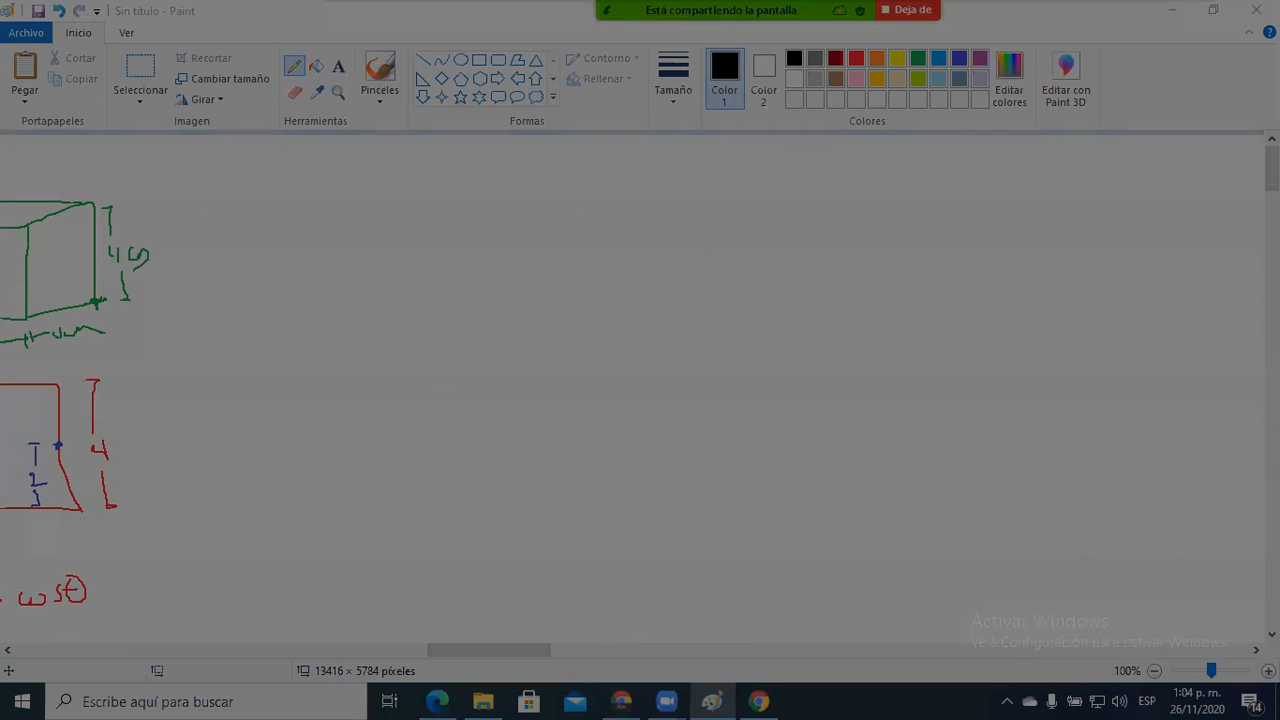 Sin título - Paint
Está compartiendo la pantalla
Deja de
Archivo
Inicio
Ver
Pegar
Cortar
Copiar
Portapapeles
Seleccionar
Recortar
Cambiar tamaño
Girar
Imagen
A
Herramientas
Pinceles
Contorno
Rellenar
Formas
Tamaño
Color 1
Color 2
Editar colores
Editar con Paint 3D
Colores
4
4
2
cosθ
Activar Windows
Ve a Configuración para activar Windows.
13416 × 5784 píxeles
100%
Escribe aquí para buscar
ESP
1:04 p. m.
26/11/2020
14